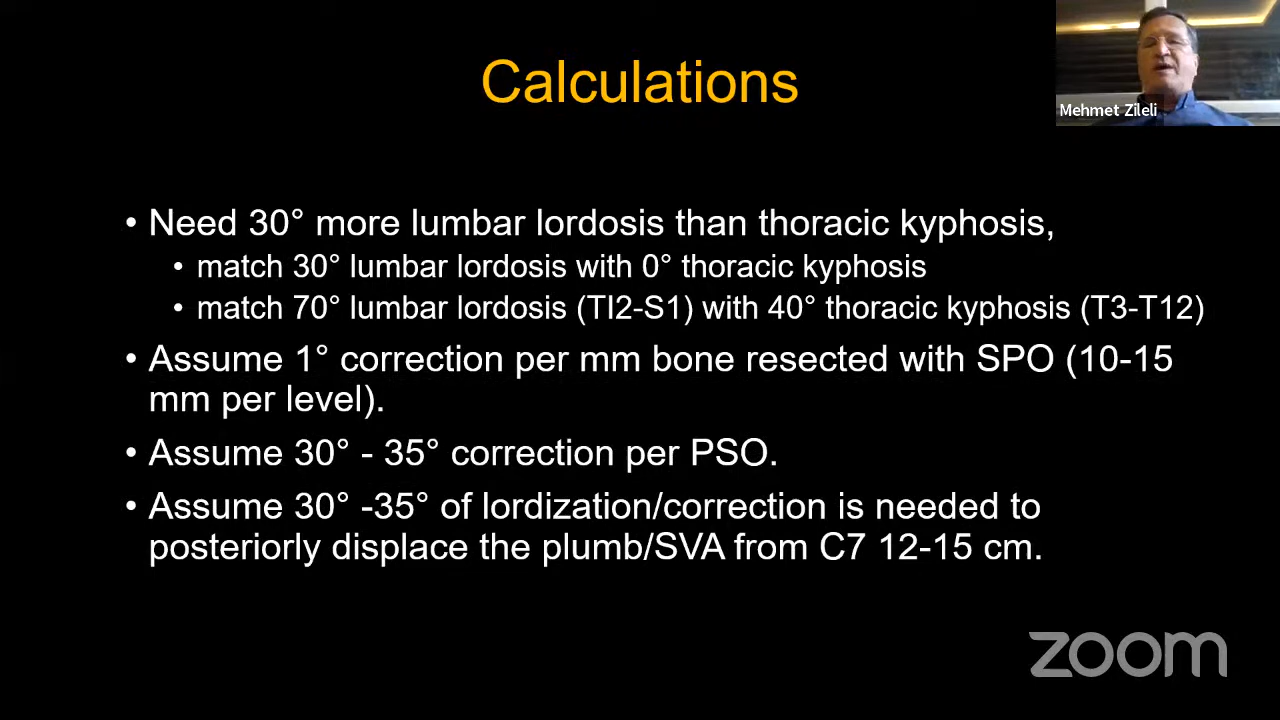 Calculations
Mehmet Zileli
• Need 30° more lumbar lordosis than thoracic kyphosis,
• match 30° lumbar lordosis with 0° thoracic kyphosis
• match 70° lumbar lordosis (TI2-S1) with 40° thoracic kyphosis (T3-T12)
• Assume 1° correction per mm bone resected with SPO (10-15
mm per level).
• Assume 30° - 35° correction per PSO.
• Assume 30° -35° of lordization/correction is needed to
posteriorly displace the plumb/SVA from C7 12-15 cm.
zoom